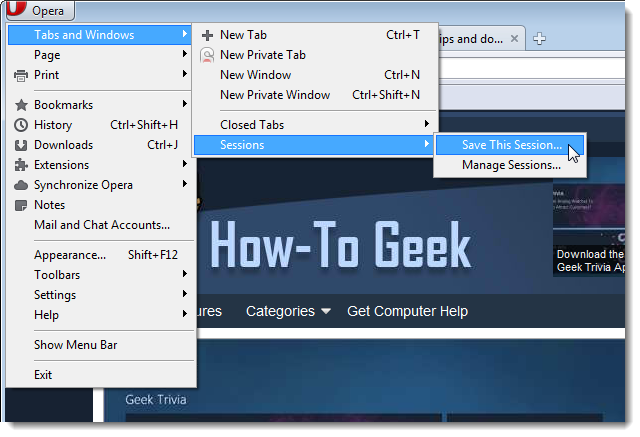 Opera
Tabs and Windows
Page
Print
Bookmarks
History Ctrl+Shift+H
Downloads Ctrl+J
Extensions
Synchronize Opera
Notes
Mail and Chat Accounts...
Appearance... Shift+F12
Toolbars
Settings
Help
Show Menu Bar
Exit
New Tab Ctrl+T
New Private Tab
New Window Ctrl+N
New Private Window Ctrl+Shift+N
Closed Tabs
Sessions
Save This Session...
Manage Sessions...
ips and do...
How-To Geek
Download the
Geek Trivia Ap
ures Categories Get Computer Help
Geek Trivia